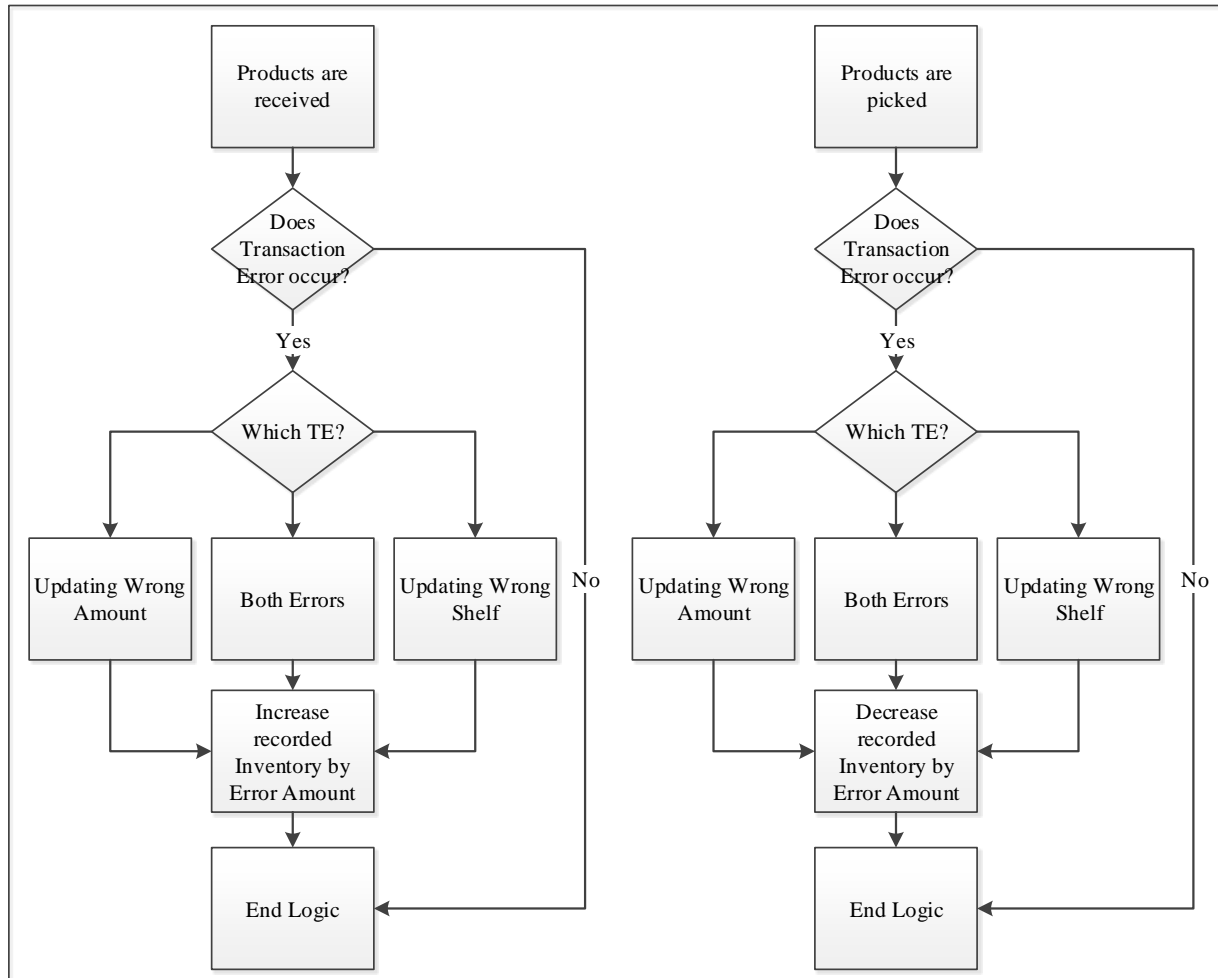 Products are
received
Does
Transaction
Error occur?
Yes
Which TE?
Updating Wrong
Amount
Both Errors
Updating Wrong
Shelf
No
Increase
recorded
Inventory by
Error Amount
End Logic
Products are
picked
Does
Transaction
Error occur?
Yes
Which TE?
Updating Wrong
Amount
Both Errors
Updating Wrong
Shelf
No
Decrease
recorded
Inventory by
Error Amount
End Logic